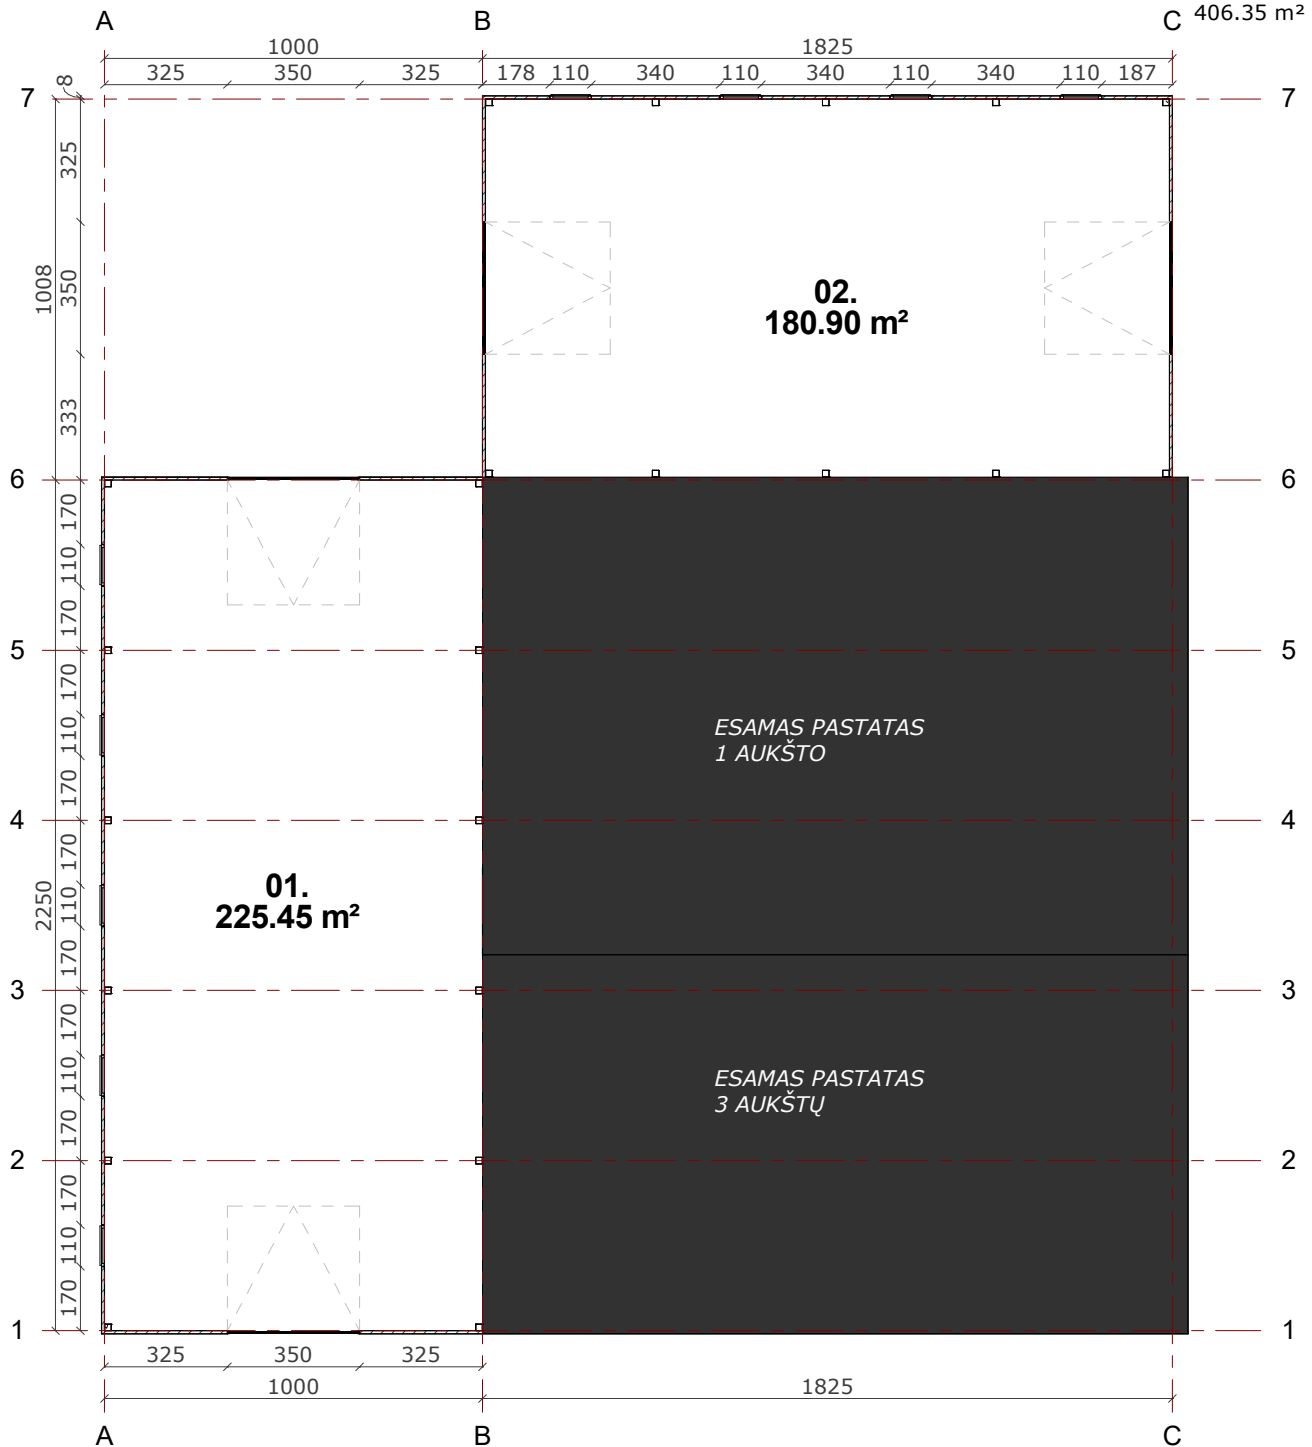 A B C 406.35 m²
1000 1825
325 350 325 178 110 340 110 340 110 340 110 187
7 8 7
325
1008 350
333
02.
180.90 m²
6 6
170
110
170
5 5
170
110
170
ESAMAS PASTATAS
1 AUKŠTO
4 4
170
2250 110
170
01.
225.45 m²
3 3
170
110
170
ESAMAS PASTATAS
3 AUKŠTŲ
2 2
170
110
170
1 1
325 350 325
1000 1825
A B C